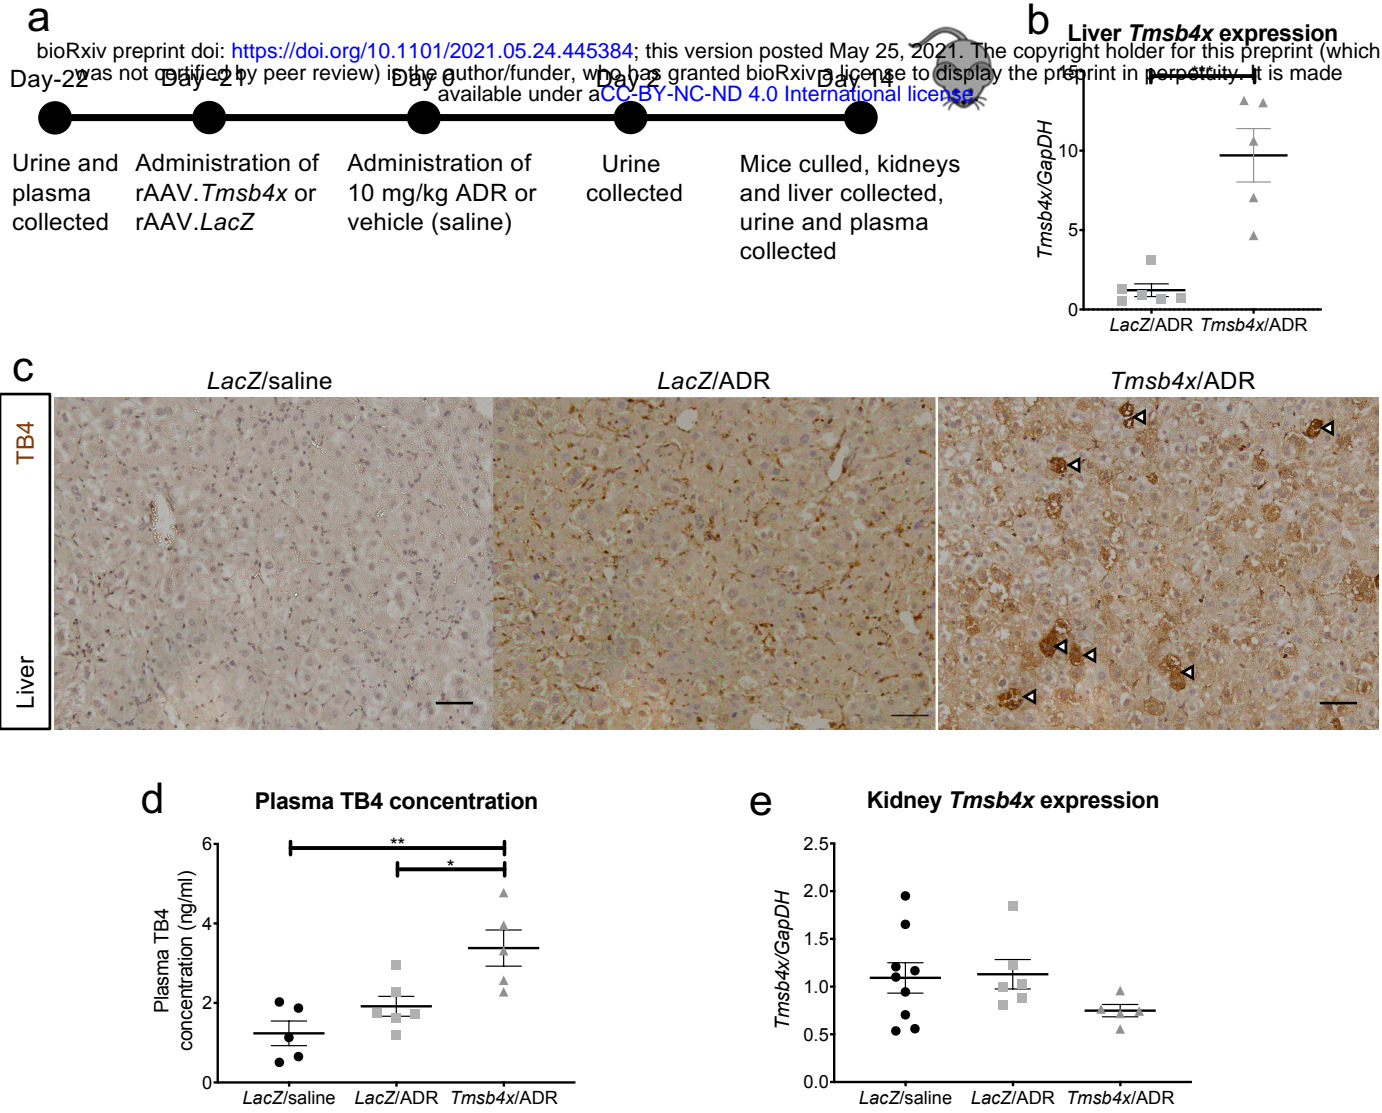 a
b
Liver Tmsb4x expression
bioRxiv preprint doi: https://doi.org/10.1101/2021.05.24.445384; this version posted May 25, 2021. The copyright holder for this preprint (which
was not certified by peer review) is the author/funder, who has granted bioRxiv a license to display the preprint in perpetuity. It is made
available under aCC-BY-NC-ND 4.0 International license.
Day-22
Day -21
Day 0
Day 2
Day 14
Urine and
plasma
collected
Administration of
rAAV.Tmsb4x or
rAAV.LacZ
Administration of
10 mg/kg ADR or
vehicle (saline)
Urine
collected
Mice culled, kidneys
and liver collected,
urine and plasma
collected
Tmsb4x/GapDH
15
10
5
0
LacZ/ADR Tmsb4x/ADR
c
LacZ/saline
LacZ/ADR
Tmsb4x/ADR
TB4
Liver
d
Plasma TB4 concentration
Plasma TB4
concentration (ng/ml)
6
4
2
0
**
*
LacZ/saline LacZ/ADR Tmsb4x/ADR
e
Kidney Tmsb4x expression
Tmsb4x/GapDH
2.5
2.0
1.5
1.0
0.5
0.0
LacZ/saline LacZ/ADR Tmsb4x/ADR